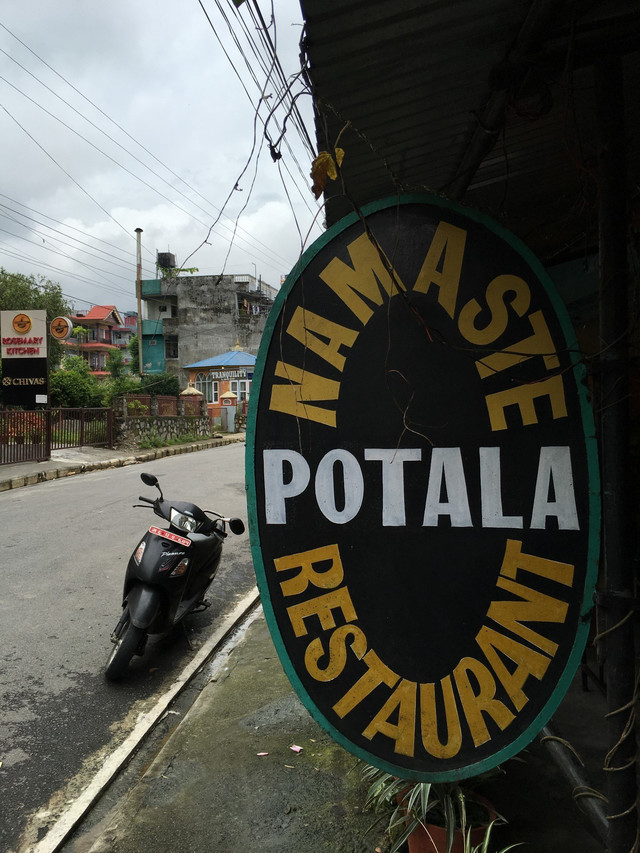 NAMASTE
POTALA
RESTAURANT
ROSEMARY
KITCHEN
CHIVAS
TRANQUILITY